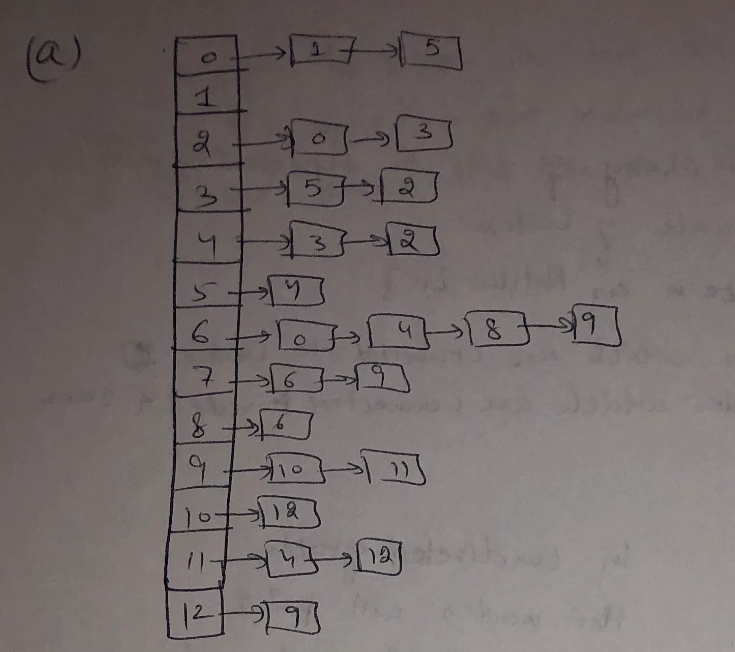 (a)
0 → 1 → 5
1
2 → 0 → 3
3 → 5 → 2
4 → 3 → 2
5 → 4
6 → 0 → 4 → 8 → 9
7 → 6 → 9
8 → 6
9 → 10 → 11
10 → 12
11 → 4 → 12
12 → 9